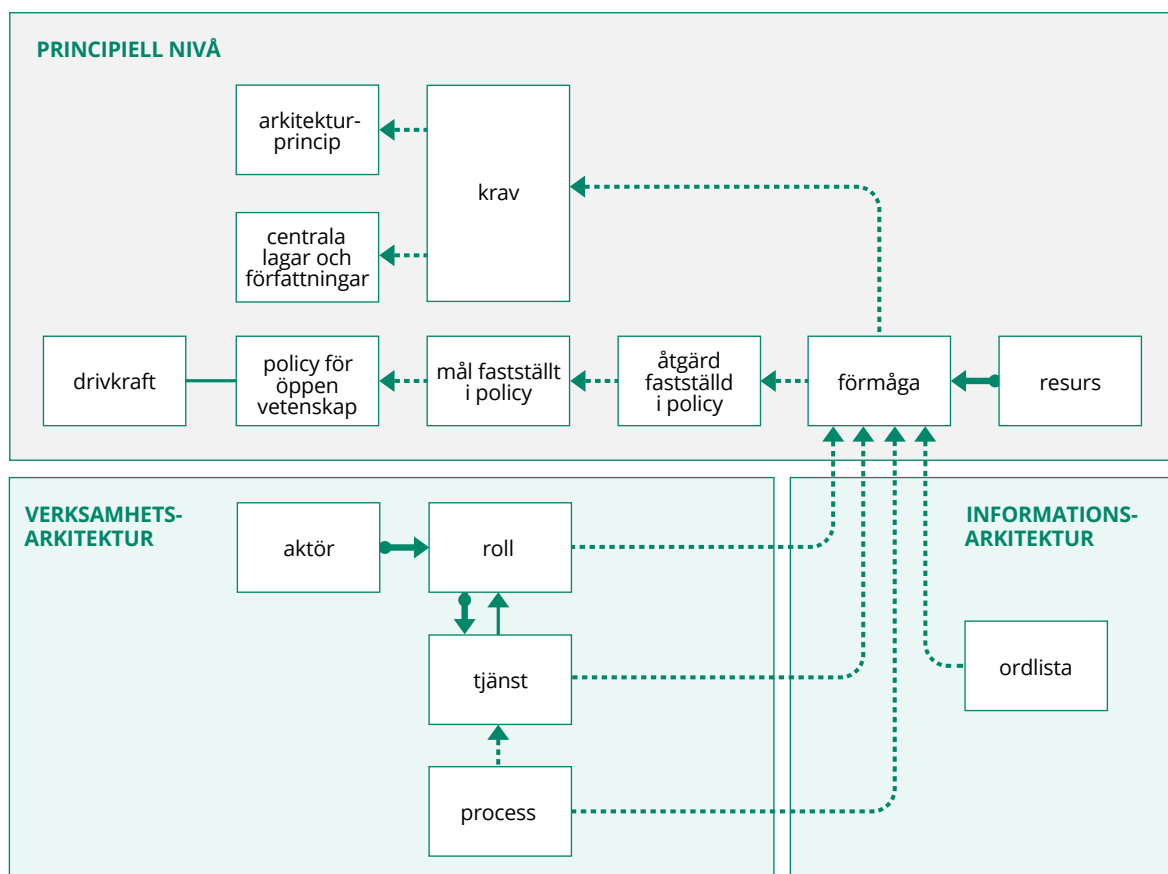 PRINCIPIELL NIVÅ
arkitektur-
princip
krav
centrala
lagar och
författningar
drivkraft
policy för
öppen
vetenskap
mål fastställt
i policy
åtgärd
fastställd
i policy
förmåga
resurs
VERKSAMHETS-
ARKITEKTUR
aktör
roll
tjänst
process
INFORMATIONS-
ARKITEKTUR
ordlista